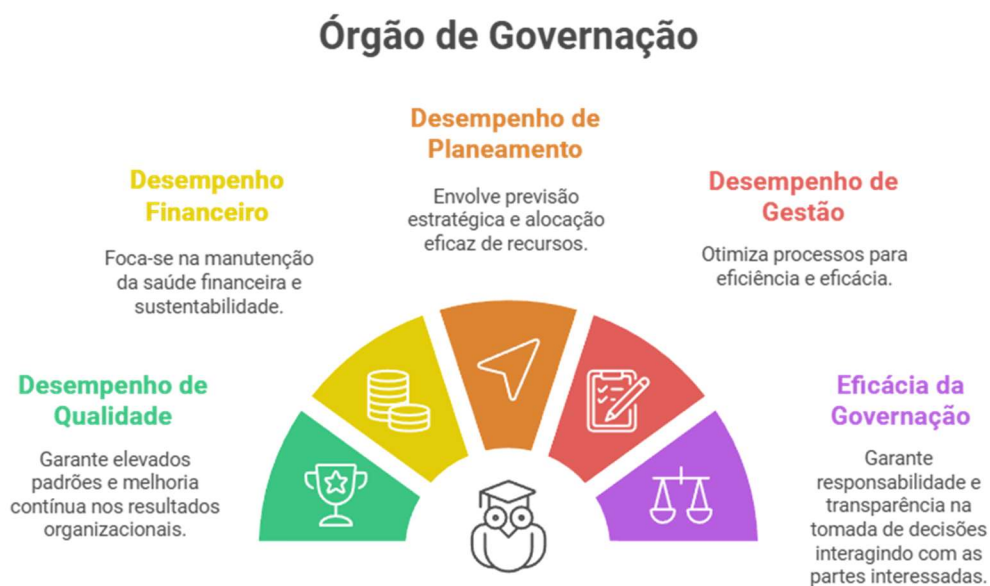 Órgão de Governação
Desempenho de
Planeamento
Envolve previsão
estratégica e alocação
eficaz de recursos.
Desempenho
Financeiro
Foca-se na manutenção
da saúde financeira e
sustentabilidade.
Desempenho de
Gestão
Otimiza processos para
eficiência e eficácia.
Desempenho de
Qualidade
Garante elevados
padrões e melhoria
contínua nos resultados
organizacionais.
Eficácia da
Governação
Garante
responsabilidade e
transparência na
tomada de decisões
interagindo com as
partes interessadas.